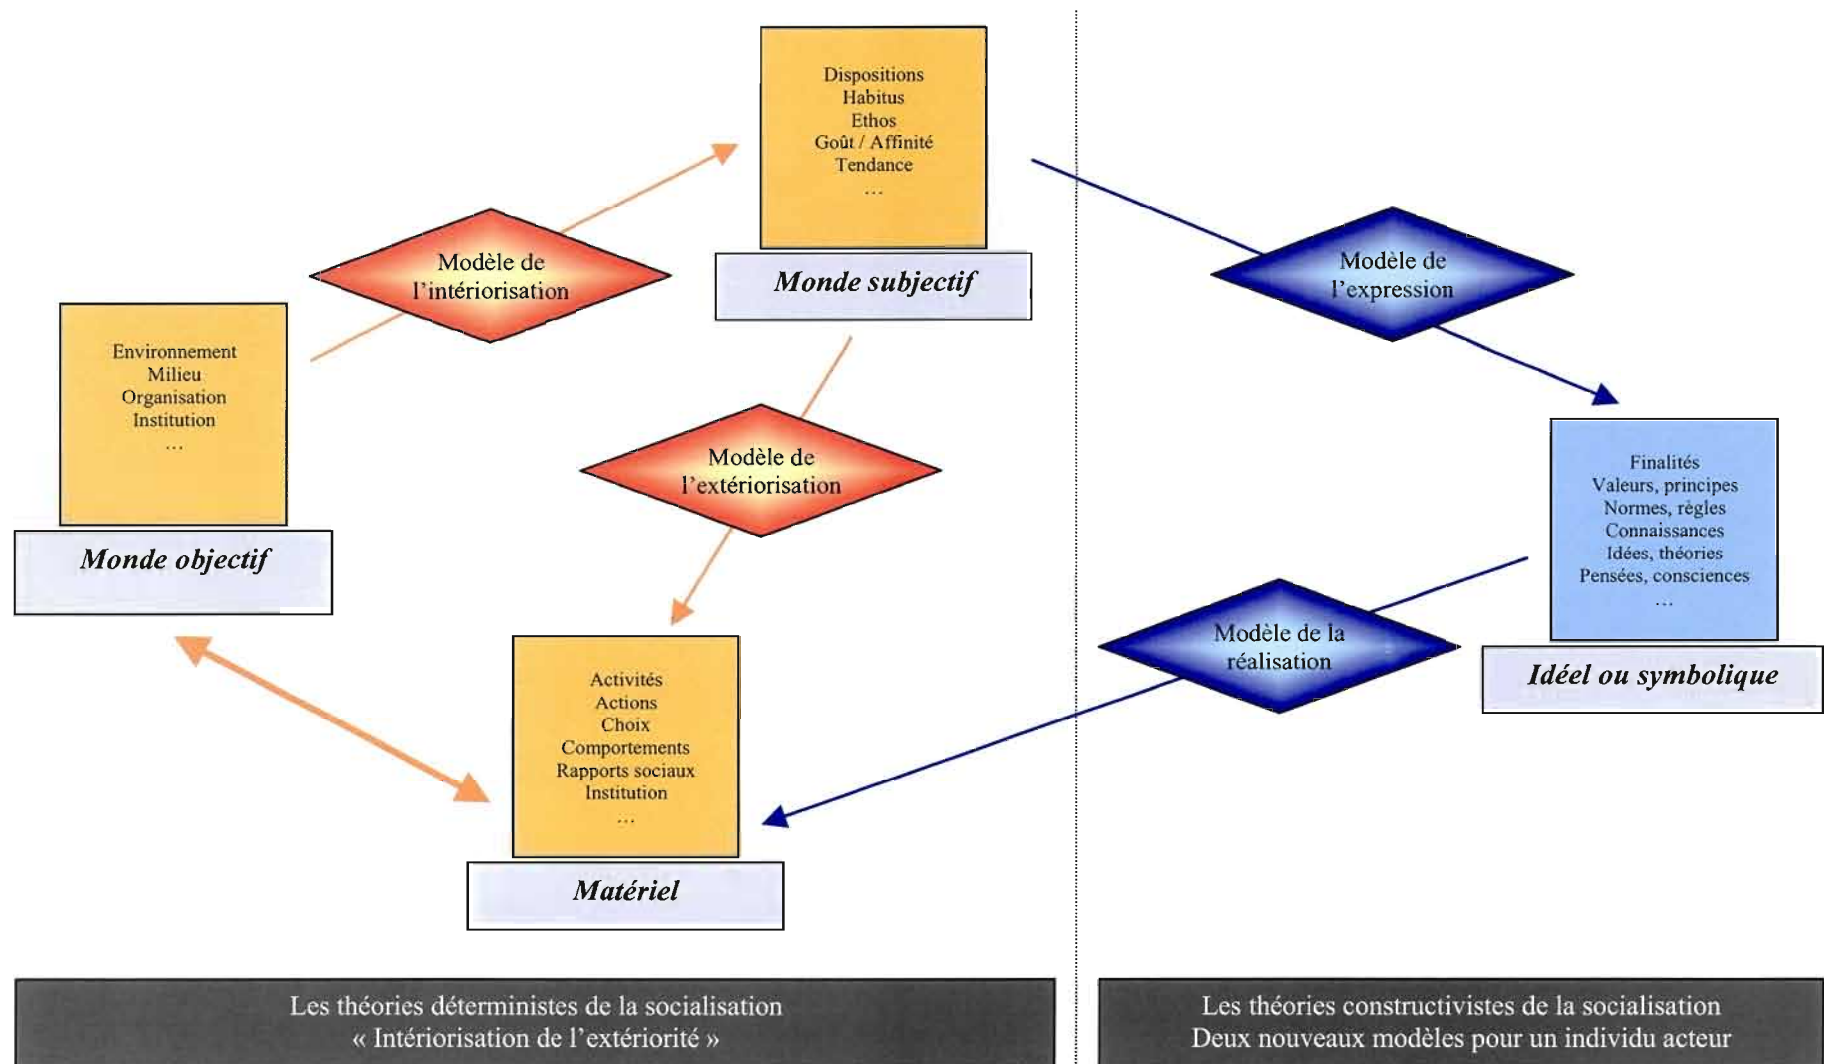 Dispositions
Habitus
Ethos
Goût / Affinité
Tendance
…
Monde subjectif
Modèle de
l'intériorisation
Modèle de
l'expression
Environnement
Milieu
Organisation
Institution
…
Monde objectif
Modèle de
l'extériorisation
Finalités
Valeurs, principes
Normes, règles
Connaissances
Idées, théories
Pensées, consciences
…
Idéel ou symbolique
Modèle de la
réalisation
Activités
Actions
Choix
Comportements
Rapports sociaux
Institution
…
Matériel
Les théories déterministes de la socialisation
« Intériorisation de l'extériorité »
Les théories constructivistes de la socialisation
Deux nouveaux modèles pour un individu acteur